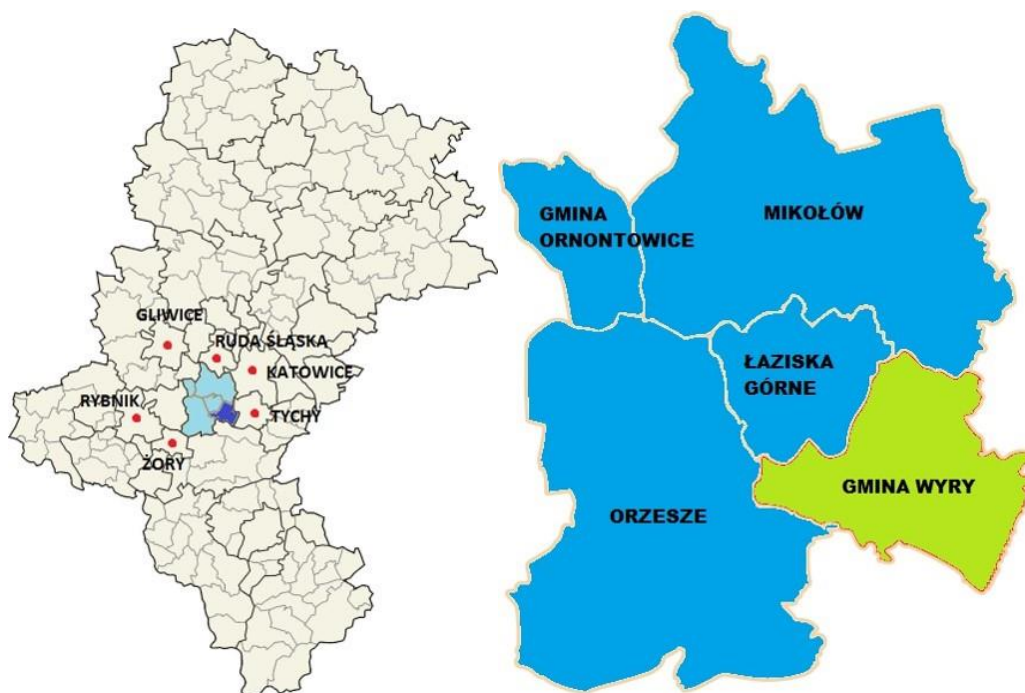 GLIWICE
RUDA ŚLĄSKA
KATOWICE
RYBNIK
TYCHY
ŻORY
GMINA
ORNONTOWICE
MIKOŁÓW
ŁAZISKA
GÓRNE
GMINA WYRY
ORZESZE